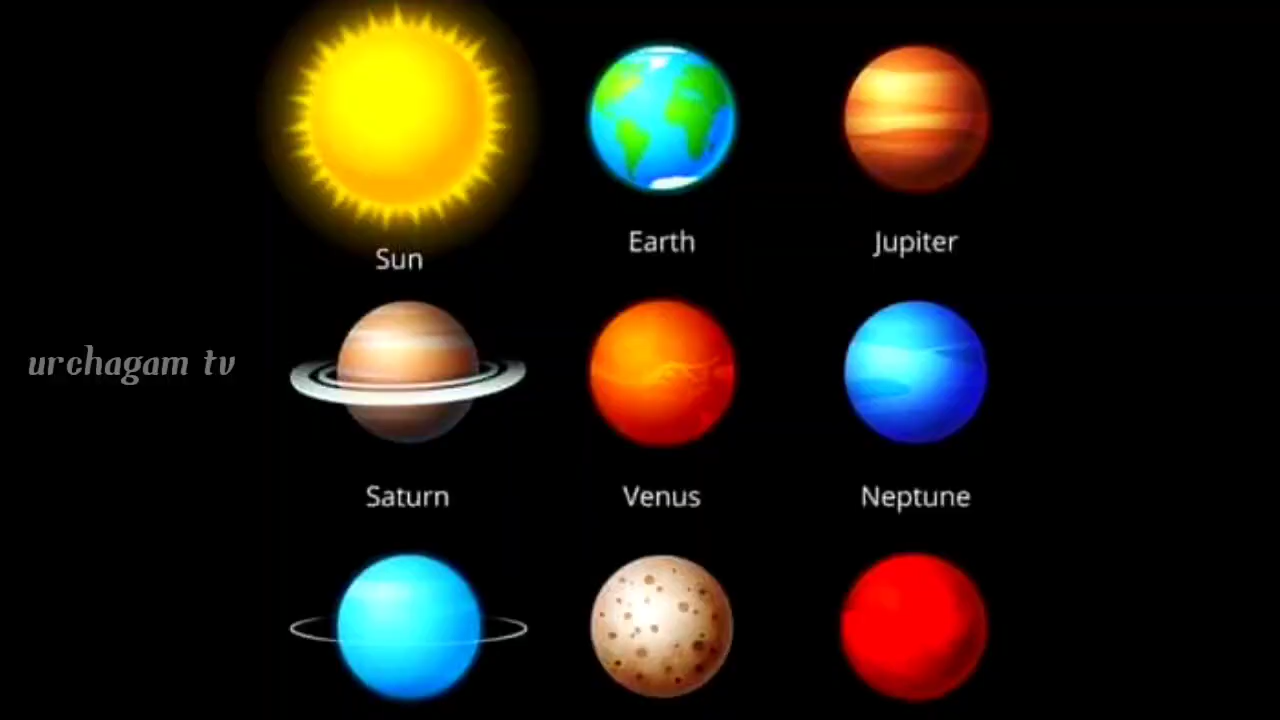 Sun
Earth
Jupiter
urchagam tv
Saturn
Venus
Neptune